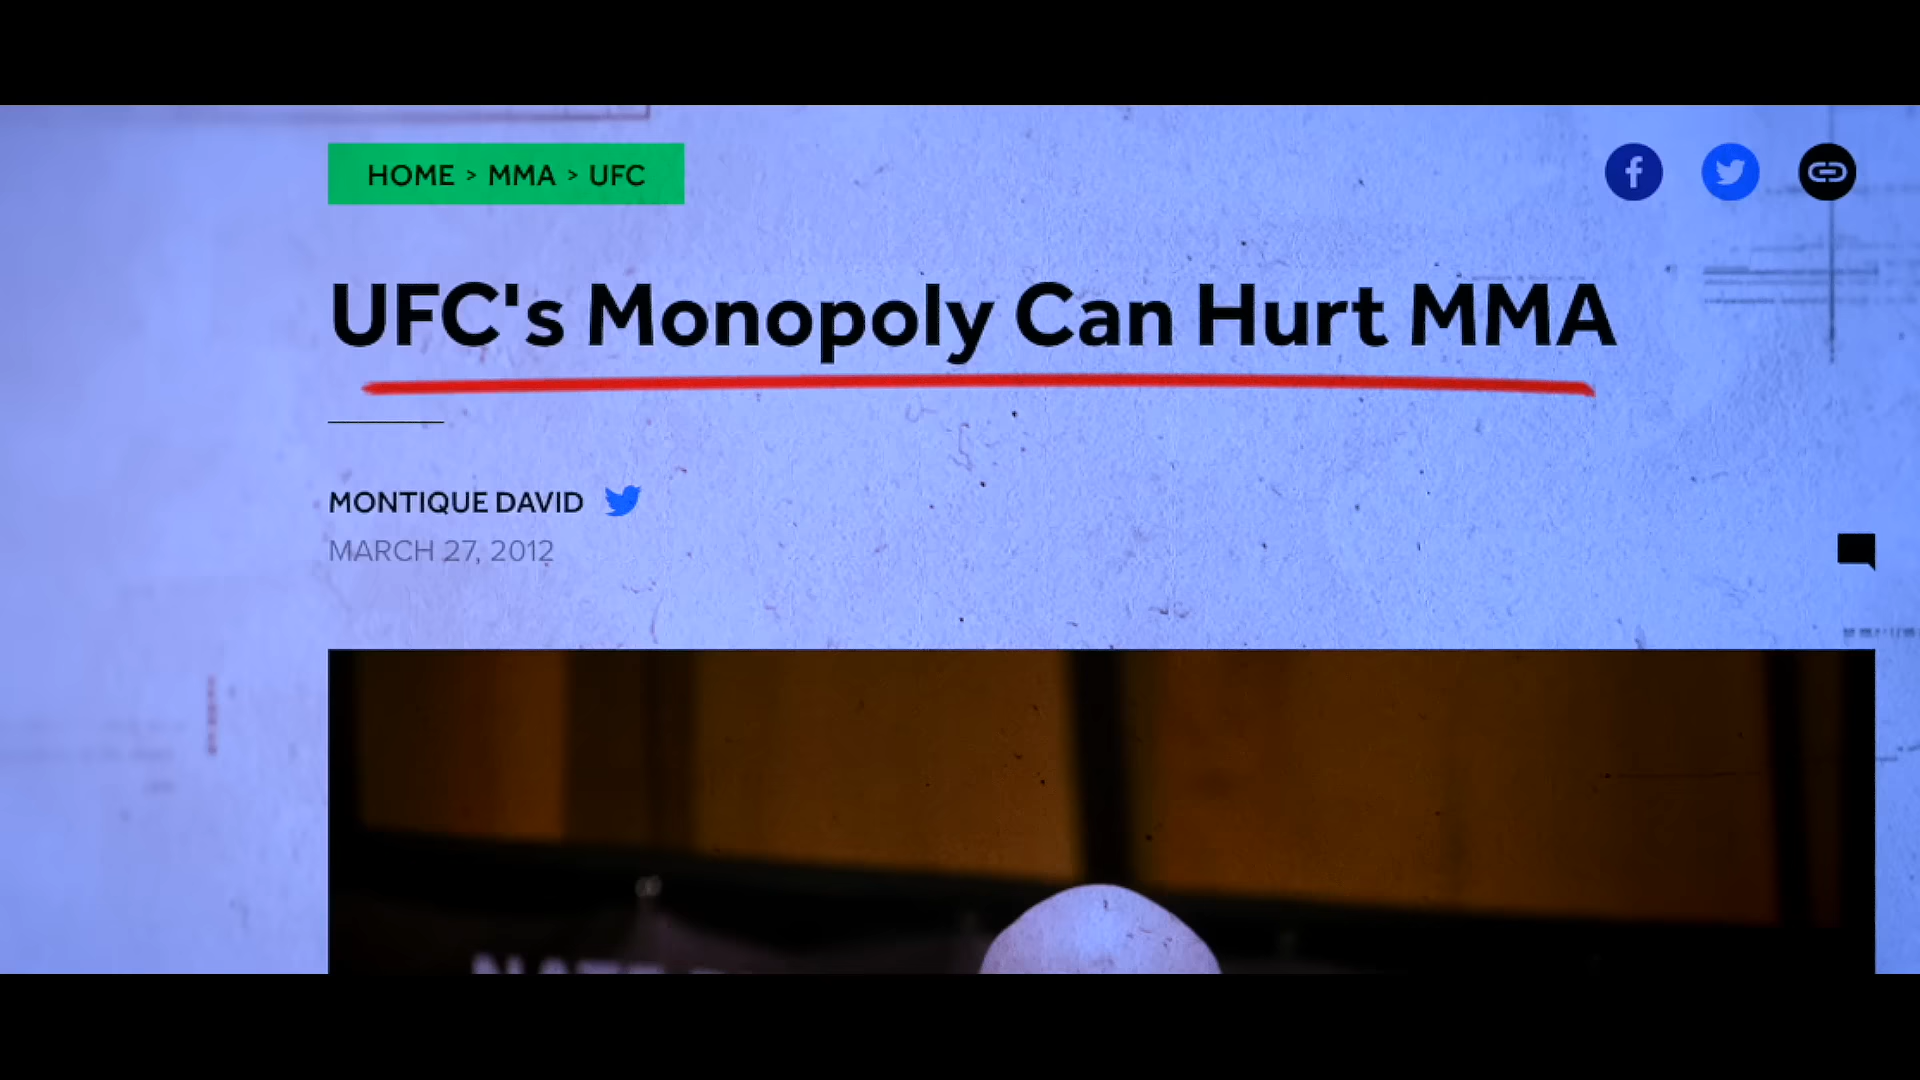 HOME > MMA > UFC
UFC's Monopoly Can Hurt MMA
MONTIQUE DAVID
MARCH 27, 2012